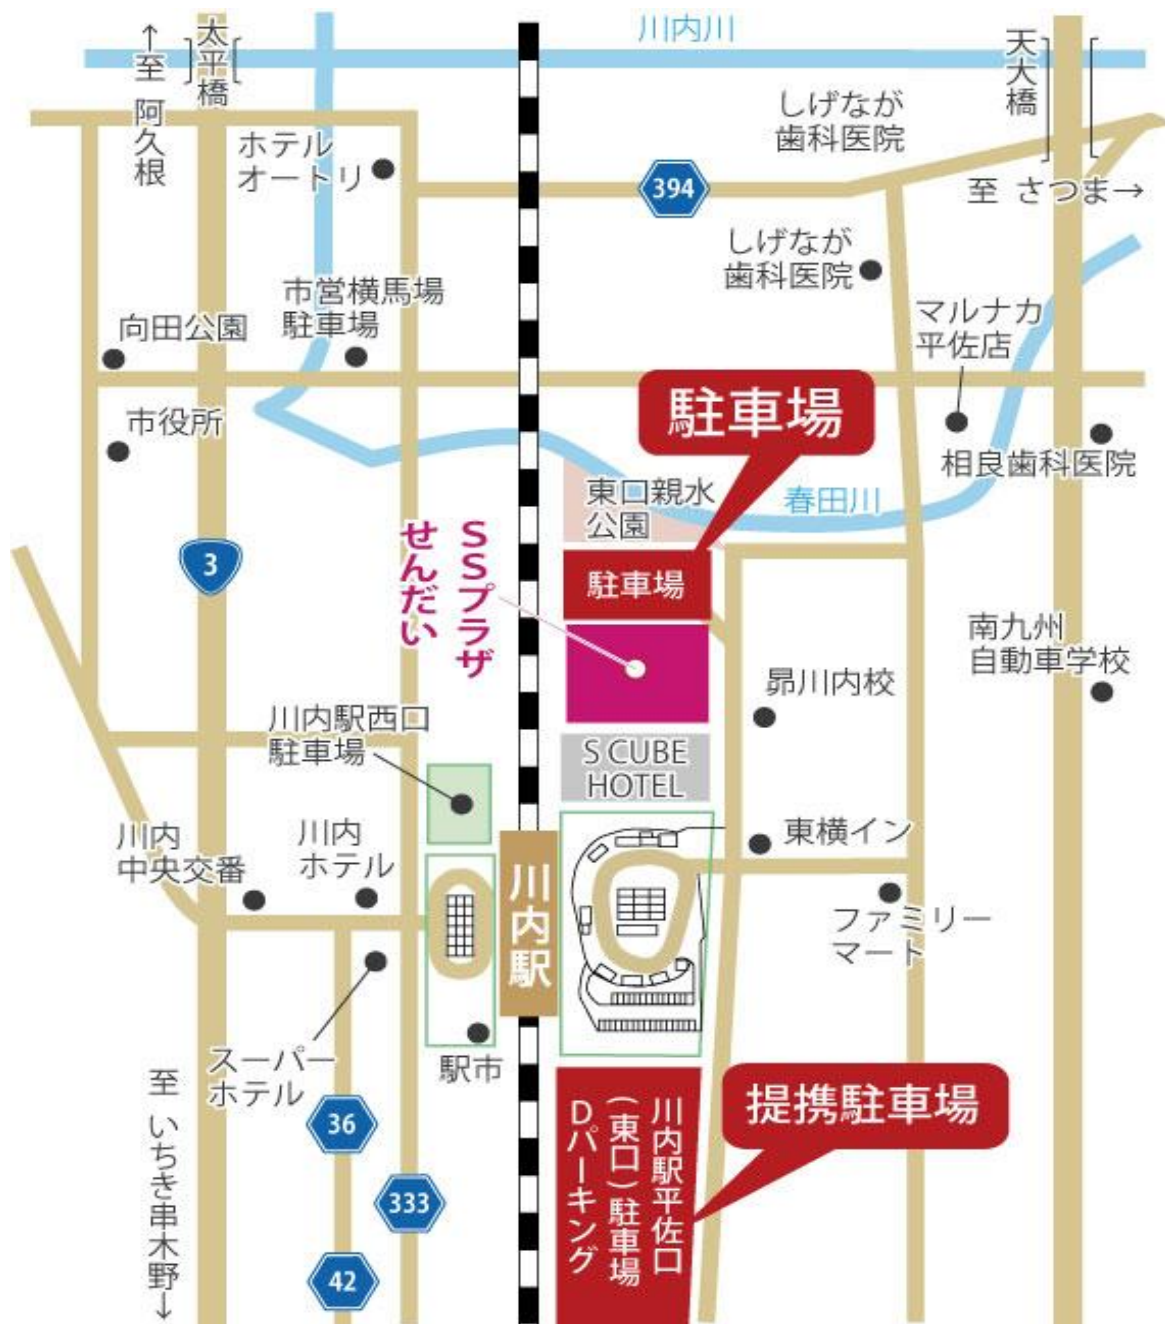 川内川
太平橋
天大橋
←至 阿久根
しげなが
歯科医院
ホテル
オートリ
394
至 さつま→
しげなが
歯科医院
市営横馬場
駐車場
マルナカ
平佐店
向田公園
駐車場
市役所
相良歯科医院
東口親水
公園
春田川
SSプラザ
せんだい
3
駐車場
南九州
自動車学校
昴川内校
川内駅西口
駐車場
S CUBE
HOTEL
川内
中央交番
川内
ホテル
東横イン
川内駅
ファミリー
マート
スーパー
ホテル
駅市
至 いちき串木野→
36
333
42
川内駅平佐口
(東口)駐車場
Dパーキング
提携駐車場